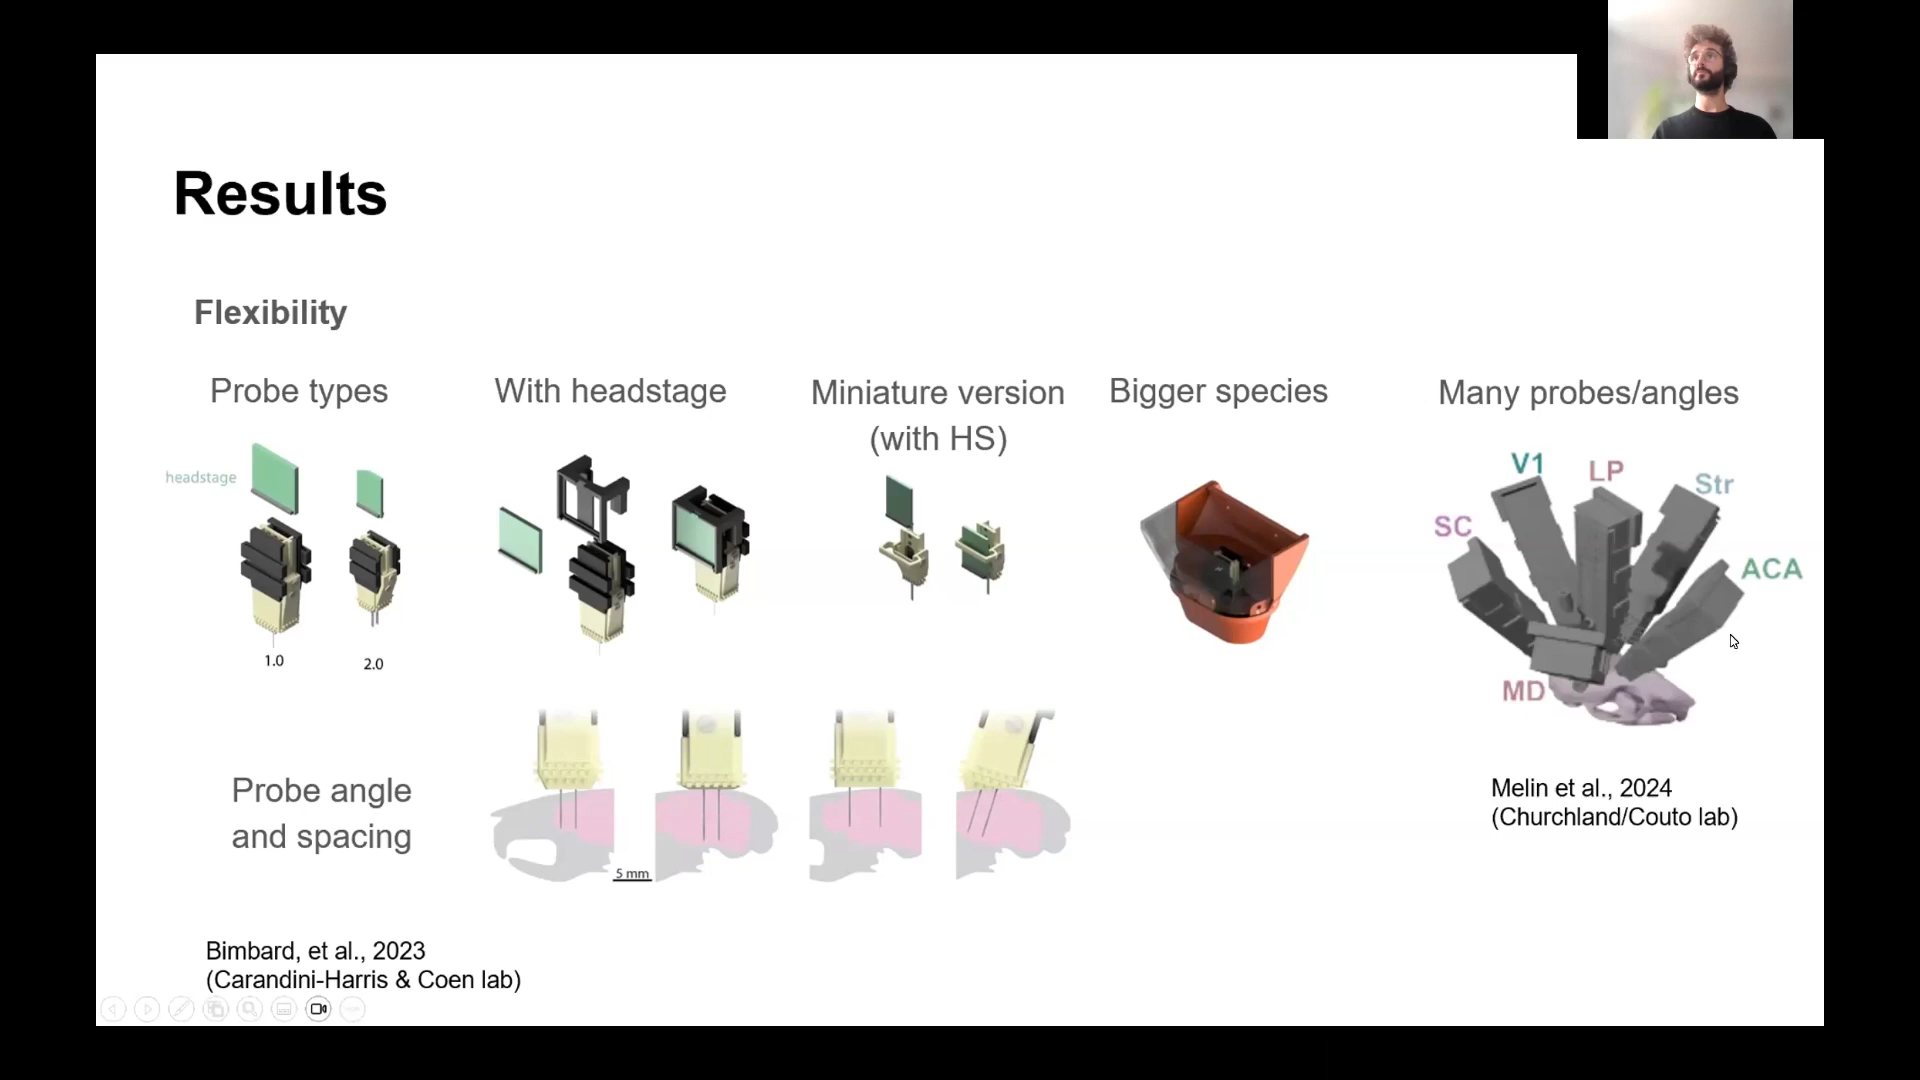 Results
Flexibility
Probe types
With headstage
Miniature version
(with HS)
Bigger species
Many probes/angles
headstage
1.0
2.0
V1
LP
Str
SC
ACA
MD
Probe angle
and spacing
5 mm
Melin et al., 2024
(Churchland/Couto lab)
Bimbard, et al., 2023
(Carandini-Harris & Coen lab)